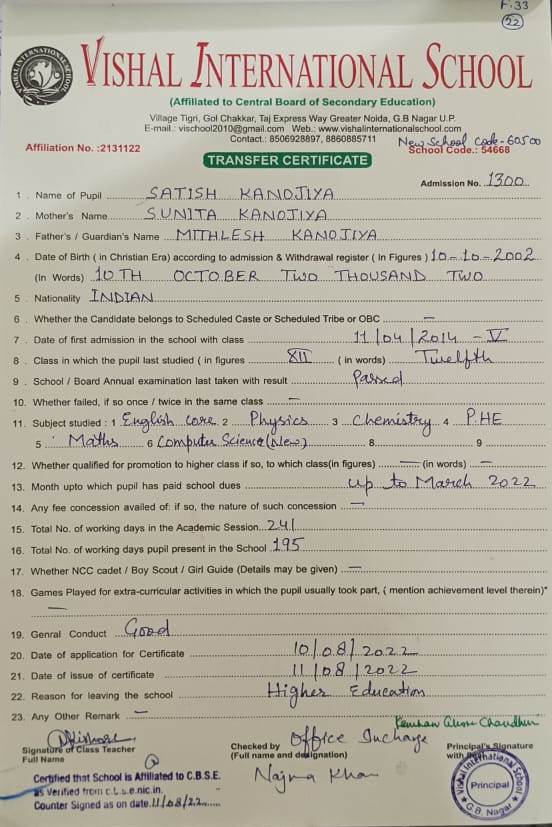 F.33
22
VISHAL INTERNATIONAL SCHOOL
(Affiliated to Central Board of Secondary Education)
Village Tigri, Gol Chakkar, Taj Express Way Greater Noida, G.B Nagar U.P.
E-mail.: vischool2010@gmail.com Web.: www.vishalinternationalschool.com
Contact.: 8506928897, 8860885711
New School Code - 60500
Affiliation No. :2131122 School Code.: 54668
TRANSFER CERTIFICATE
Admission No. 1300
1 . Name of Pupil SATISH KANOJIYA
2 . Mother's Name SUNITA KANOJIYA
3 . Father's / Guardian's Name MITHLESH KANOJIYA
4 . Date of Birth ( in Christian Era) according to admission & Withdrawal register ( In Figures ) 10-10-2002
(In Words) 10 TH OCTOBER TWO THOUSAND TWO
5 . Nationality INDIAN
6 . Whether the Candidate belongs to Scheduled Caste or Scheduled Tribe or OBC —
7 . Date of first admission in the school with class 11/04/2014 - V
8 . Class in which the pupil last studied ( in figures XII ( in words) Twelfth
9 . School / Board Annual examination last taken with result Passed
10. Whether failed, if so once / twice in the same class —
11. Subject studied : 1 English core 2 Physics 3 Chemistry 4 P.HE
5 Maths 6 Computer Science (New) 8 9
12. Whether qualified for promotion to higher class if so, to which class(in figures) — (in words) —
13. Month upto which pupil has paid school dues up to March 2022
14. Any fee concession availed of: if so, the nature of such concession —
15. Total No. of working days in the Academic Session 241
16. Total No. of working days pupil present in the School 195
17. Whether NCC cadet / Boy Scout / Girl Guide (Details may be given) —
18. Games Played for extra-curricular activities in which the pupil usually took part, ( mention achievement level therein)"
—
19. Genral Conduct Good
20. Date of application for Certificate 10/08/2022
21. Date of issue of certificate 11/08/2022
22. Reason for leaving the school Higher Education
23. Any Other Remark —
Signature of Class Teacher
Full Name
Checked by Office Incharge
(Full name and designation)
Najma Khan
Principal's Signature
with
Certified that School is Affiliated to C.B.S.E.
as Verified from c.b.s.e.nic.in.
Counter Signed as on date. 11/08/22
Vishal International School
Principal
G.B. Nagar